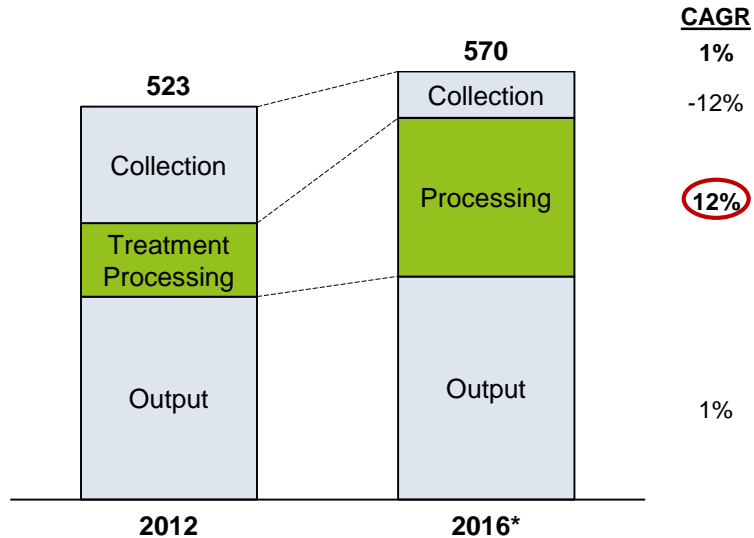 CAGR
570
1%
523
Collection
-12%
Collection
Processing
12%
Treatment
Processing
Output
Output
1%
2012
2016*